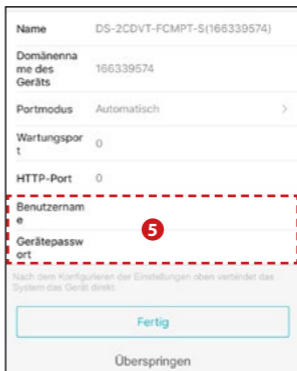 Name DS-2CDVT-FCMPT-S(166339574)
Domänenna
me des 166339574
Geräts
Portmodus Automatisch >
Wartungspor
t 0
HTTP-Port 0
Benutzernam
e
5
Gerätepassw
ort
Nach dem Konfigurieren der Einstellungen oben verbindet das
System das Gerät direkt.
Fertig
Überspringen